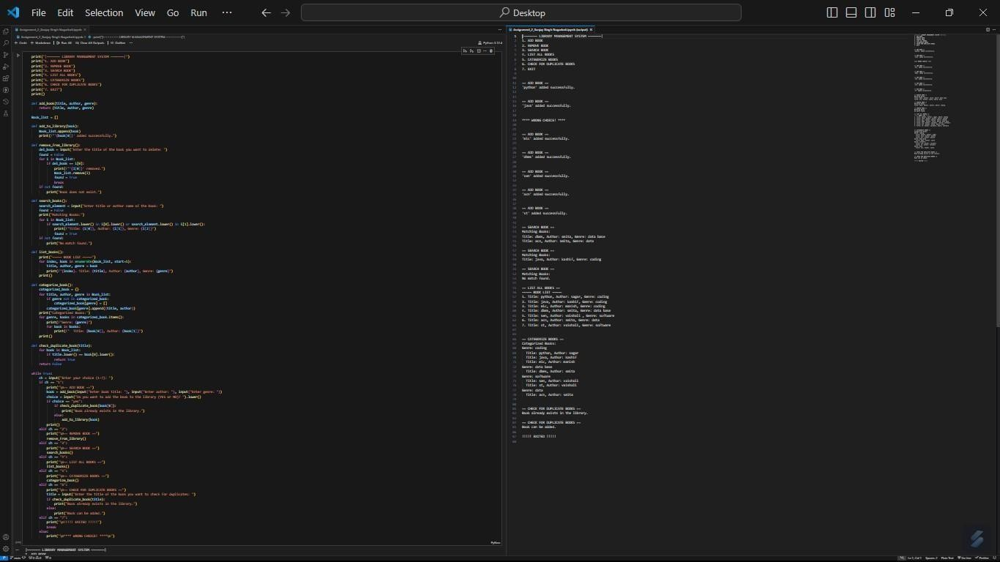 File Edit Selection View Go Run ···
Desktop
Assignment_2_Sanjay Singh Nagarkoti.ipynb
+ Code + Markdown Run All Clear All Outputs Outline ···
print("|------- LIBRARY MANAGEMENT SYSTEM -------|")
print("1. ADD BOOK")
print("2. REMOVE BOOK")
print("3. SEARCH BOOK")
print("4. LIST ALL BOOKS")
print("5. CATEGORIZE BOOKS")
print("6. CHECK FOR DUPLICATE BOOKS")
print("7. EXIT")
print()
def add_book(title, author, genre):
return (title, author, genre)
Book_list = []
def add_to_library(book):
Book_list.append(book)
print(f"'{book[0]}' added successfully.")
def remove_from_library():
del_book = input("Enter the title of the book you want to delete: ")
found = False
for i in Book_list:
if del_book == i[0]:
print(f"'{i[0]}' removed.")
Book_list.remove(i)
found = True
break
if not found:
print("Book does not exist.")
def search_books():
search_element = input("Enter title or author name of the book: ")
found = False
print("Matching Books:")
for i in Book_list:
if search_element.lower() in i[0].lower() or search_element.lower() in i[1].lower():
print(f"Title: {i[0]}, Author: {i[1]}, Genre: {i[2]}")
found = True
if not found:
print("No match found.")
def list_books():
print("----- BOOK LIST -----")
for index, book in enumerate(Book_list, start=1):
title, author, genre = book
print(f"{index}. Title: {title}, Author: {author}, Genre: {genre}")
print()
def categorize_book():
categorized_book = {}
for title, author, genre in Book_list:
if genre not in categorized_book:
categorized_book[genre] = []
categorized_book[genre].append((title, author))
print("Categorized Books:")
for genre, books in categorized_book.items():
print(f"Genre: {genre}")
for book in books:
print(f"  Title: {book[0]}, Author: {book[1]}")
print()
def check_duplicate_book(title):
for book in Book_list:
if title.lower() == book[0].lower():
return True
return False
while True:
ch = input("Enter your choice (1-7): ")
if ch == "1":
print("\n-- ADD BOOK --")
book = add_book(input("Enter book title: "), input("Enter author: "), input("Enter genre: "))
choice = input("Do you want to add the book to the library (YES or NO)? ").lower()
if choice == "yes":
if check_duplicate_book(book[0]):
print("Book already exists in the library.")
else:
add_to_library(book)
print()
elif ch == "2":
print("\n-- REMOVE BOOK --")
remove_from_library()
elif ch == "3":
print("\n-- SEARCH BOOK --")
search_books()
elif ch == "4":
print("\n-- LIST ALL BOOKS --")
list_books()
elif ch == "5":
print("\n-- CATEGORIZE BOOKS --")
categorize_book()
elif ch == "6":
print("\n-- CHECK FOR DUPLICATE BOOKS --")
title = input("Enter the title of the book you want to check for duplicates: ")
if check_duplicate_book(title):
print("Book already exists in the library.")
else:
print("Book can be added.")
elif ch == "7":
print("\n!!!!! EXITED !!!!!")
break
else:
print("\n**** WRONG CHOICE! ****\n")
Python
|------- LIBRARY MANAGEMENT SYSTEM -------|
Assignment_2_Sanjay Singh Nagarkoti.ipynb (output)
|------- LIBRARY MANAGEMENT SYSTEM -------|
1. ADD BOOK
2. REMOVE BOOK
3. SEARCH BOOK
4. LIST ALL BOOKS
5. CATEGORIZE BOOKS
6. CHECK FOR DUPLICATE BOOKS
7. EXIT
-- ADD BOOK --
'python' added successfully.
-- ADD BOOK --
'java' added successfully.
**** WRONG CHOICE! ****
-- ADD BOOK --
'mic' added successfully.
-- ADD BOOK --
'dbms' added successfully.
-- ADD BOOK --
'sen' added successfully.
-- ADD BOOK --
'acn' added successfully.
-- ADD BOOK --
'st' added successfully.
-- SEARCH BOOK --
Matching Books:
Title: dbms, Author: smita, Genre: data base
Title: acn, Author: smita, Genre: data
-- SEARCH BOOK --
Matching Books:
Title: java, Author: kashif, Genre: coding
-- SEARCH BOOK --
Matching Books:
No match found.
-- LIST ALL BOOKS --
----- BOOK LIST -----
1. Title: python, Author: sagar, Genre: coding
2. Title: java, Author: kashif, Genre: coding
3. Title: mic, Author: manish, Genre: coding
4. Title: dbms, Author: smita, Genre: data base
5. Title: sen, Author: vaishali , Genre: software
6. Title: acn, Author: smita, Genre: data
7. Title: st, Author: vaishali, Genre: software
-- CATEGORIZE BOOKS --
Categorized Books:
Genre: coding
Title: python, Author: sagar
Title: java, Author: kashif
Title: mic, Author: manish
Genre: data base
Title: dbms, Author: smita
Genre: software
Title: sen, Author: vaishali
Title: st, Author: vaishali
Genre: data
Title: acn, Author: smita
-- CHECK FOR DUPLICATE BOOKS --
Book already exists in the library.
-- CHECK FOR DUPLICATE BOOKS --
Book can be added.
!!!!! EXITED !!!!!
Ln 1, Col 1 Spaces: 2 Plain Text Go Live Prettier